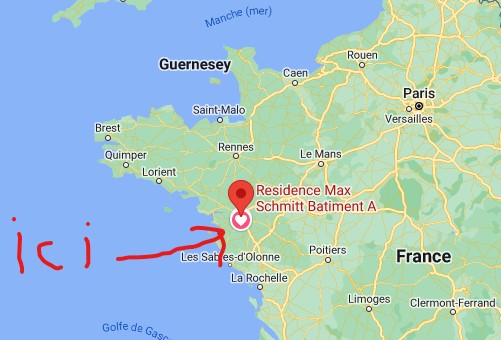 Manche (mer)
Guernesey
Rouen
Caen
Paris
Versailles
Saint-Malo
Brest
Rennes
Quimper
Le Mans
Lorient
Residence Max
Schmitt Batiment A
ici
Les Sables-d'Olonne
Poitiers
France
La Rochelle
Limoges
Clermont-Ferrand
Golfe de Gasc